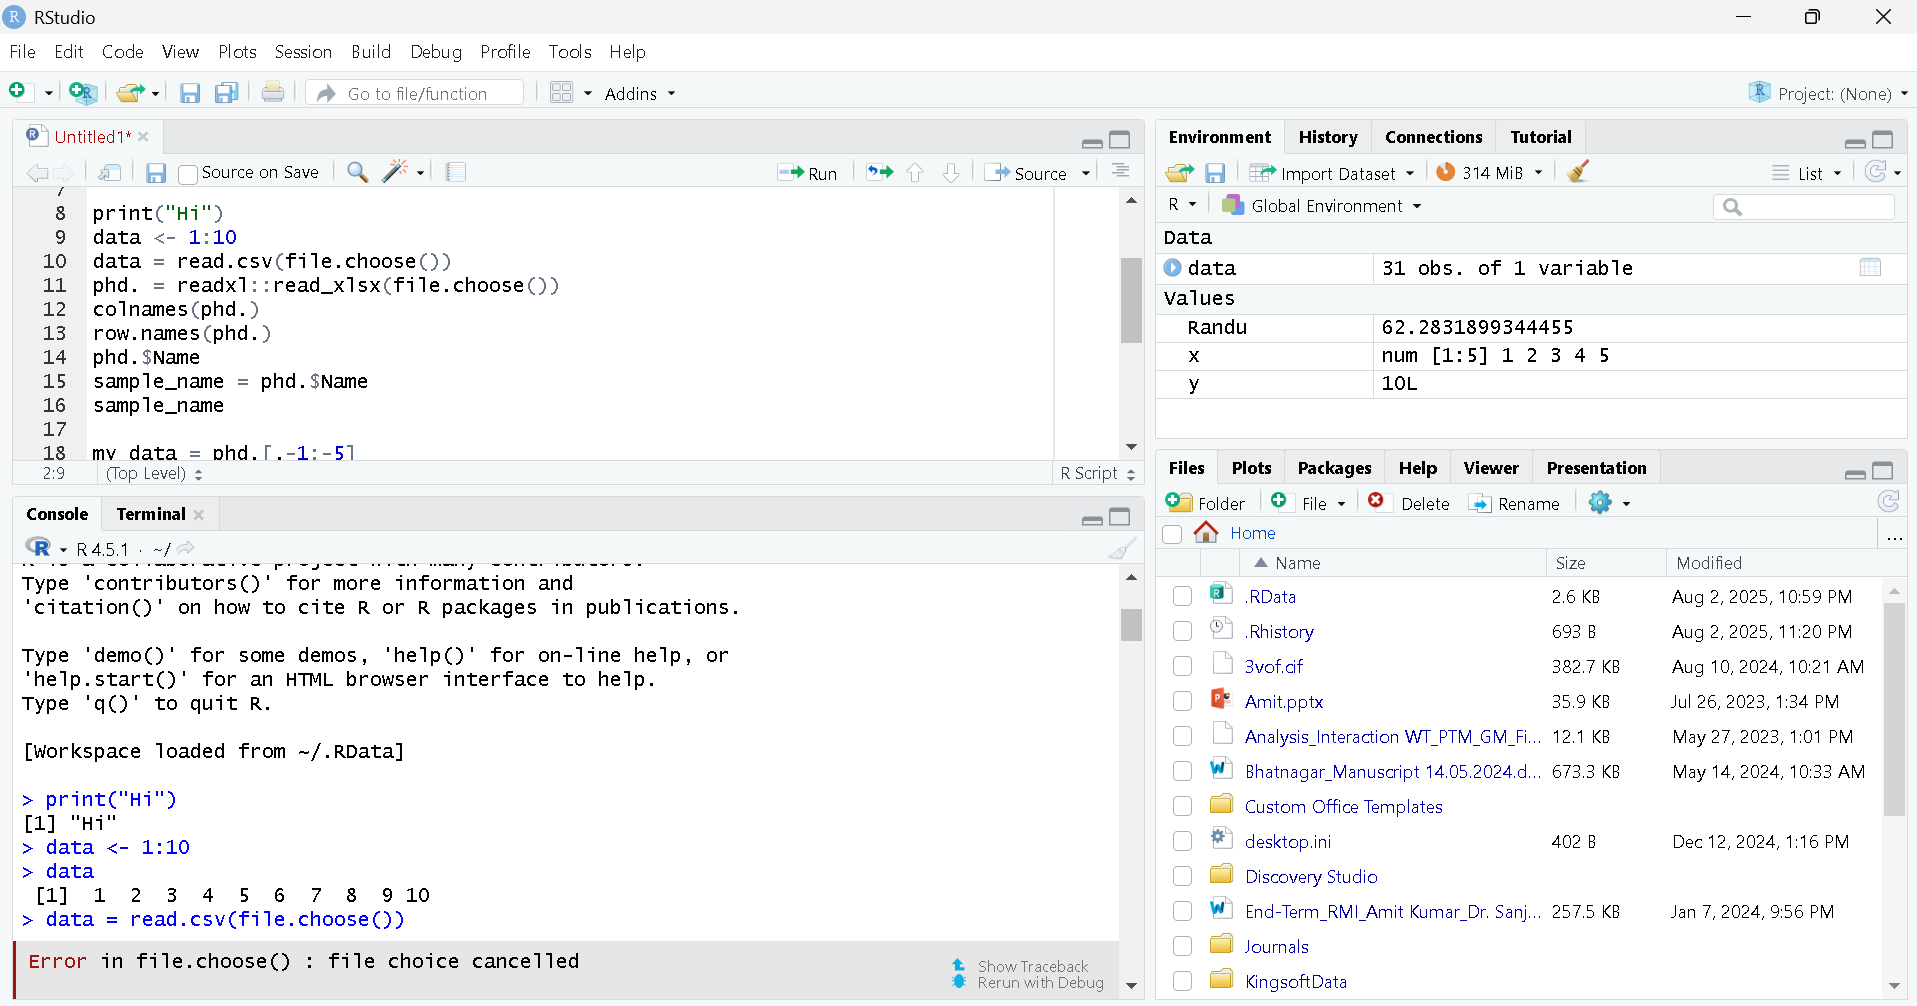 RStudio
File Edit Code View Plots Session Build Debug Profile Tools Help
Go to file/function Addins Project: (None)
Untitled1*
Source on Save Run Source
7
8 print("Hi")
9 data <- 1:10
10 data = read.csv(file.choose())
11 phd. = readxl::read_xlsx(file.choose())
12 colnames(phd.)
13 row.names(phd.)
14 phd.$Name
15 sample_name = phd.$Name
16 sample_name
17
18 my data = phd.[,-1:-5]
2:9 (Top Level) R Script
Console Terminal
R 4.5.1 · ~/
R is a collaborative project with many contributors.
Type 'contributors()' for more information and
'citation()' on how to cite R or R packages in publications.
Type 'demo()' for some demos, 'help()' for on-line help, or
'help.start()' for an HTML browser interface to help.
Type 'q()' to quit R.
[Workspace loaded from ~/.RData]
> print("Hi")
[1] "Hi"
> data <- 1:10
> data
[1] 1 2 3 4 5 6 7 8 9 10
> data = read.csv(file.choose())
Error in file.choose() : file choice cancelled
Show Traceback
Rerun with Debug
Environment History Connections Tutorial
Import Dataset 314 MiB List
R Global Environment
Data
data 31 obs. of 1 variable
Values
Randu 62.2831899344455
x num [1:5] 1 2 3 4 5
y 10L
Files Plots Packages Help Viewer Presentation
Folder File Delete Rename
Home ...
Name Size Modified
.RData 2.6 KB Aug 2, 2025, 10:59 PM
.Rhistory 693 B Aug 2, 2025, 11:20 PM
3vof.cif 382.7 KB Aug 10, 2024, 10:21 AM
Amit.pptx 35.9 KB Jul 26, 2023, 1:34 PM
Analysis_Interaction WT_PTM_GM_Fi... 12.1 KB May 27, 2023, 1:01 PM
Bhatnagar_Manuscript 14.05.2024.d... 673.3 KB May 14, 2024, 10:33 AM
Custom Office Templates
desktop.ini 402 B Dec 12, 2024, 1:16 PM
Discovery Studio
End-Term_RMI_Amit Kumar_Dr. Sanj... 257.5 KB Jan 7, 2024, 9:56 PM
Journals
KingsoftData